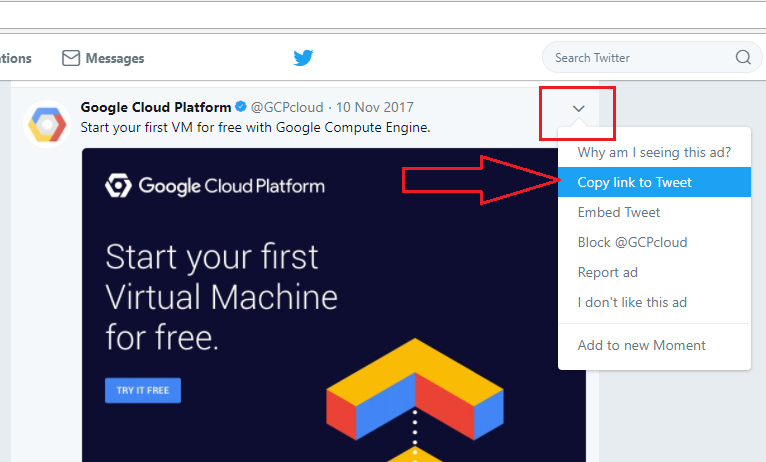 tions Messages Search Twitter
Google Cloud Platform @GCPcloud · 10 Nov 2017
Start your first VM for free with Google Compute Engine.
Why am I seeing this ad?
Copy link to Tweet
Embed Tweet
Block @GCPcloud
Report ad
I don't like this ad
Add to new Moment
Google Cloud Platform
Start your first
Virtual Machine
for free.
TRY IT FREE